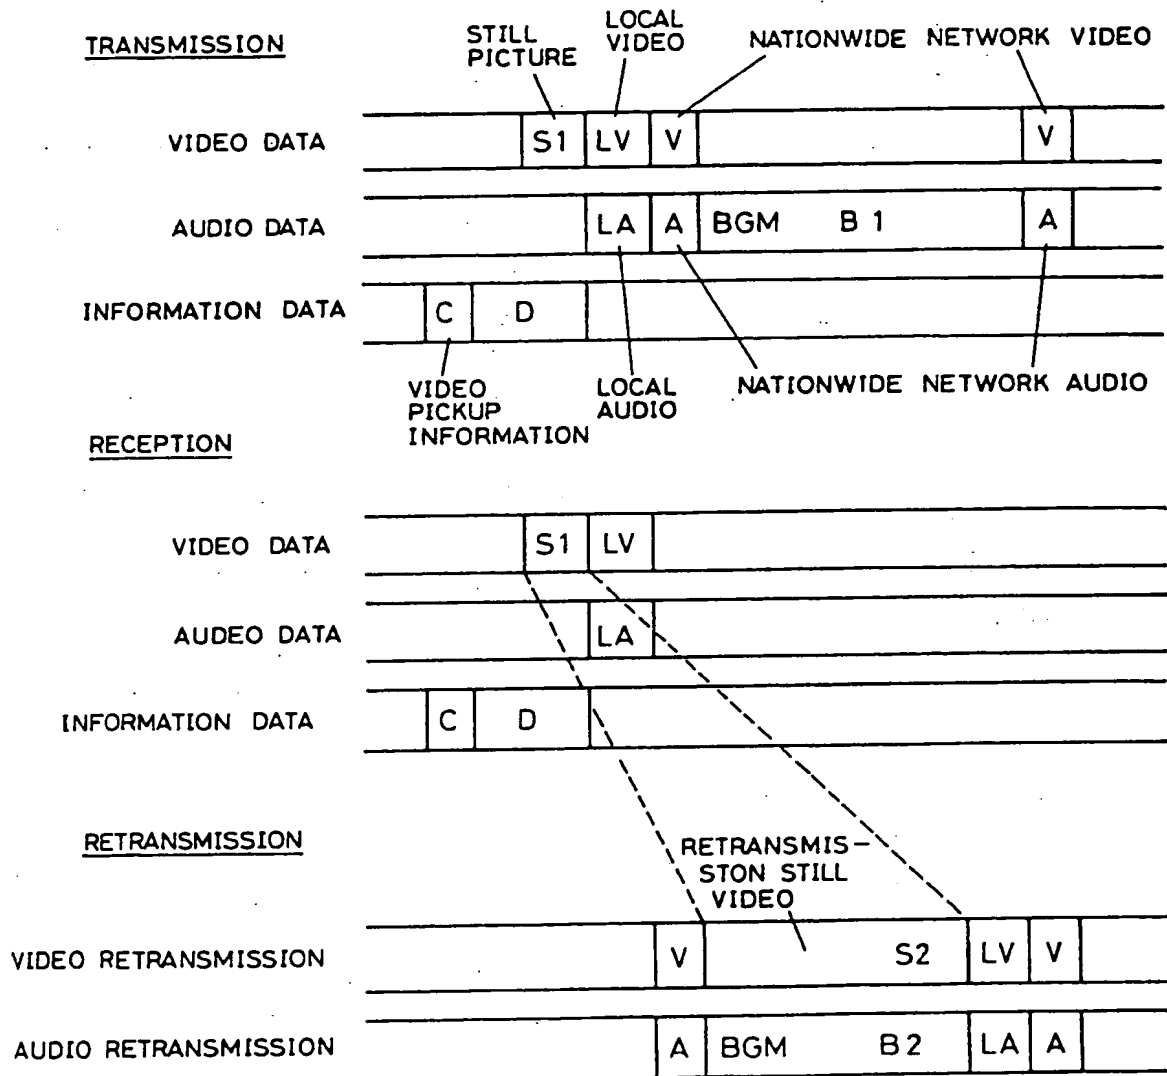 TRANSMISSION
STILL
PICTURE
LOCAL
VIDEO
NATIONWIDE NETWORK VIDEO
VIDEO DATA
S1 LV V V
AUDIO DATA
LA A BGM B 1 A
INFORMATION DATA
C D
VIDEO
PICKUP
INFORMATION
LOCAL
AUDIO
NATIONWIDE NETWORK AUDIO
RECEPTION
VIDEO DATA
S1 LV
AUDEO DATA
LA
INFORMATION DATA
C D
RETRANSMISSION
RETRANSMIS-
STON STILL
VIDEO
VIDEO RETRANSMISSION
V S2 LV V
AUDIO RETRANSMISSION
A BGM B2 LA A